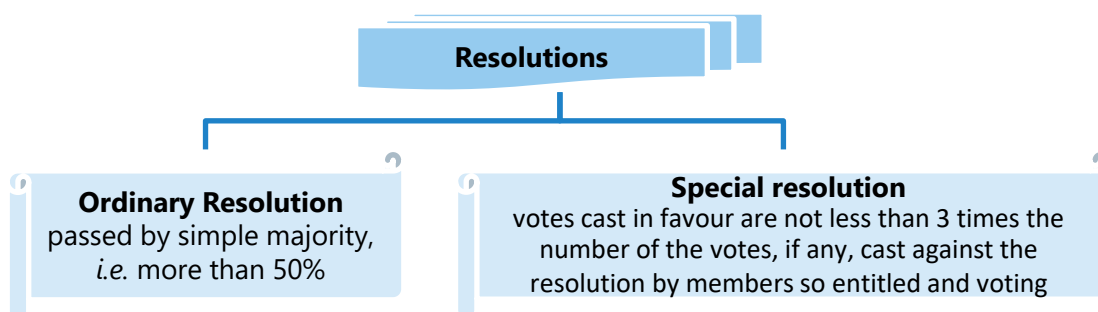 Resolutions
Ordinary Resolution
passed by simple majority,
i.e. more than 50%
Special resolution
votes cast in favour are not less than 3 times the
number of the votes, if any, cast against the
resolution by members so entitled and voting